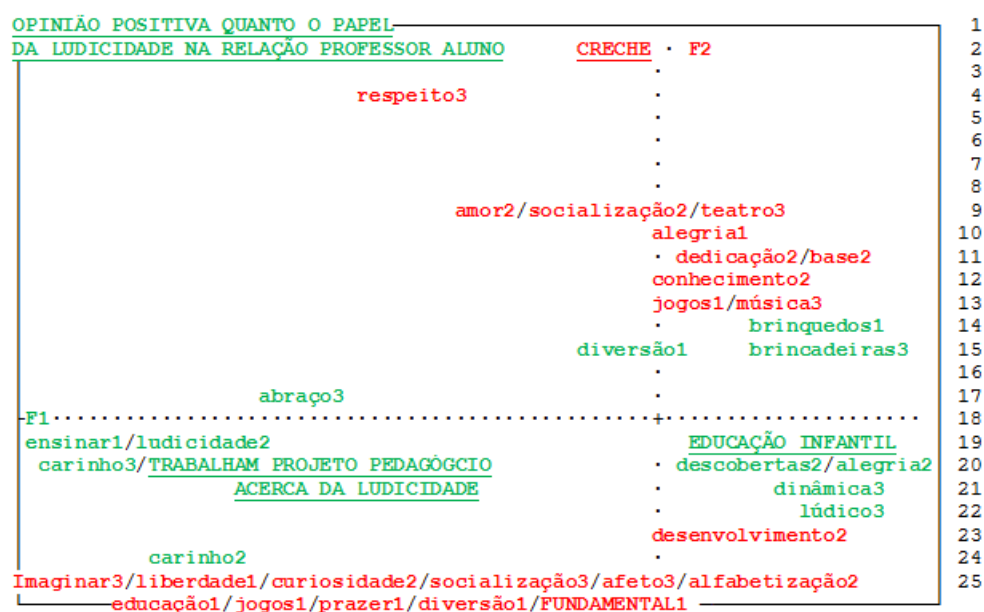 OPINIÃO POSITIVA QUANTO O PAPEL 1
DA LUDICIDADE NA RELAÇÃO PROFESSOR ALUNO CRECHE · F2 2
3
respeito3 4
5
6
7
8
amor2/socialização2/teatro3 9
alegria1 10
dedicação2/base2 11
conhecimento2 12
jogos1/música3 13
brinquedos1 14
diversão1 brincadeiras3 15
16
abraço3 17
F1 + 18
ensinar1/ludicidade2 EDUCAÇÃO INFANTIL 19
carinho3/TRABALHAM PROJETO PEDAGÓGCIO descobertas2/alegria2 20
ACERCA DA LUDICIDADE dinâmica3 21
lúdico3 22
desenvolvimento2 23
carinho2 24
Imaginar3/liberdade1/curiosidade2/socialização3/afeto3/alfabetização2 25
educação1/jogos1/prazer1/diversão1/FUNDAMENTAL1